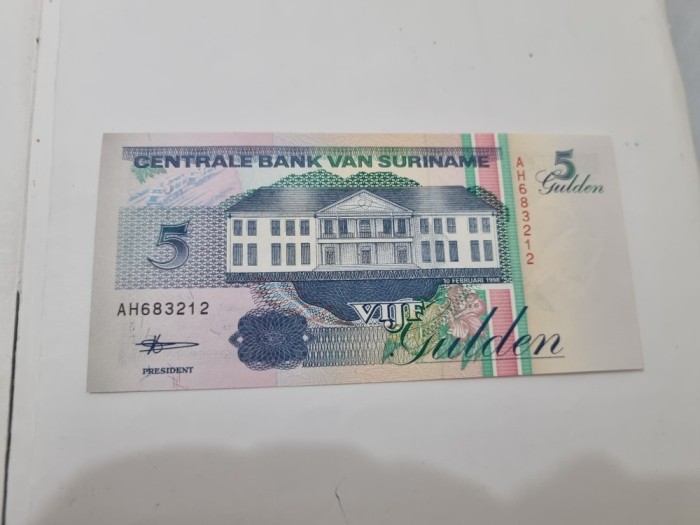 CENTRALE BANK VAN SURINAME
5
Gulden
AH683212
5
10 FEBRUARI 1998
AH683212
VIJF
Gulden
PRESIDENT